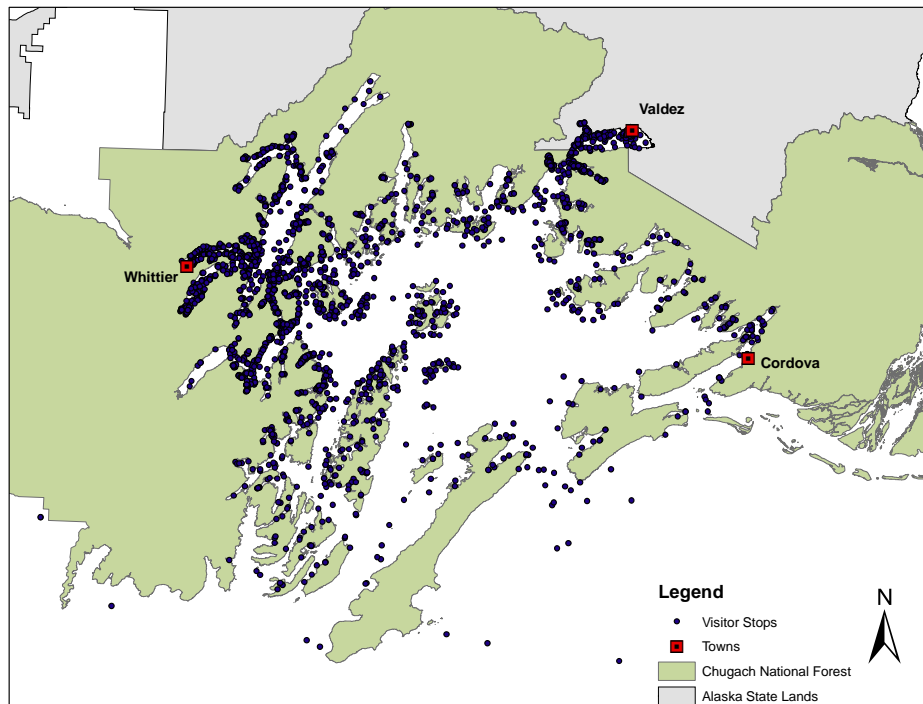 Valdez
Whittier
Cordova
Legend
Visitor Stops
Towns
Chugach National Forest
Alaska State Lands
N